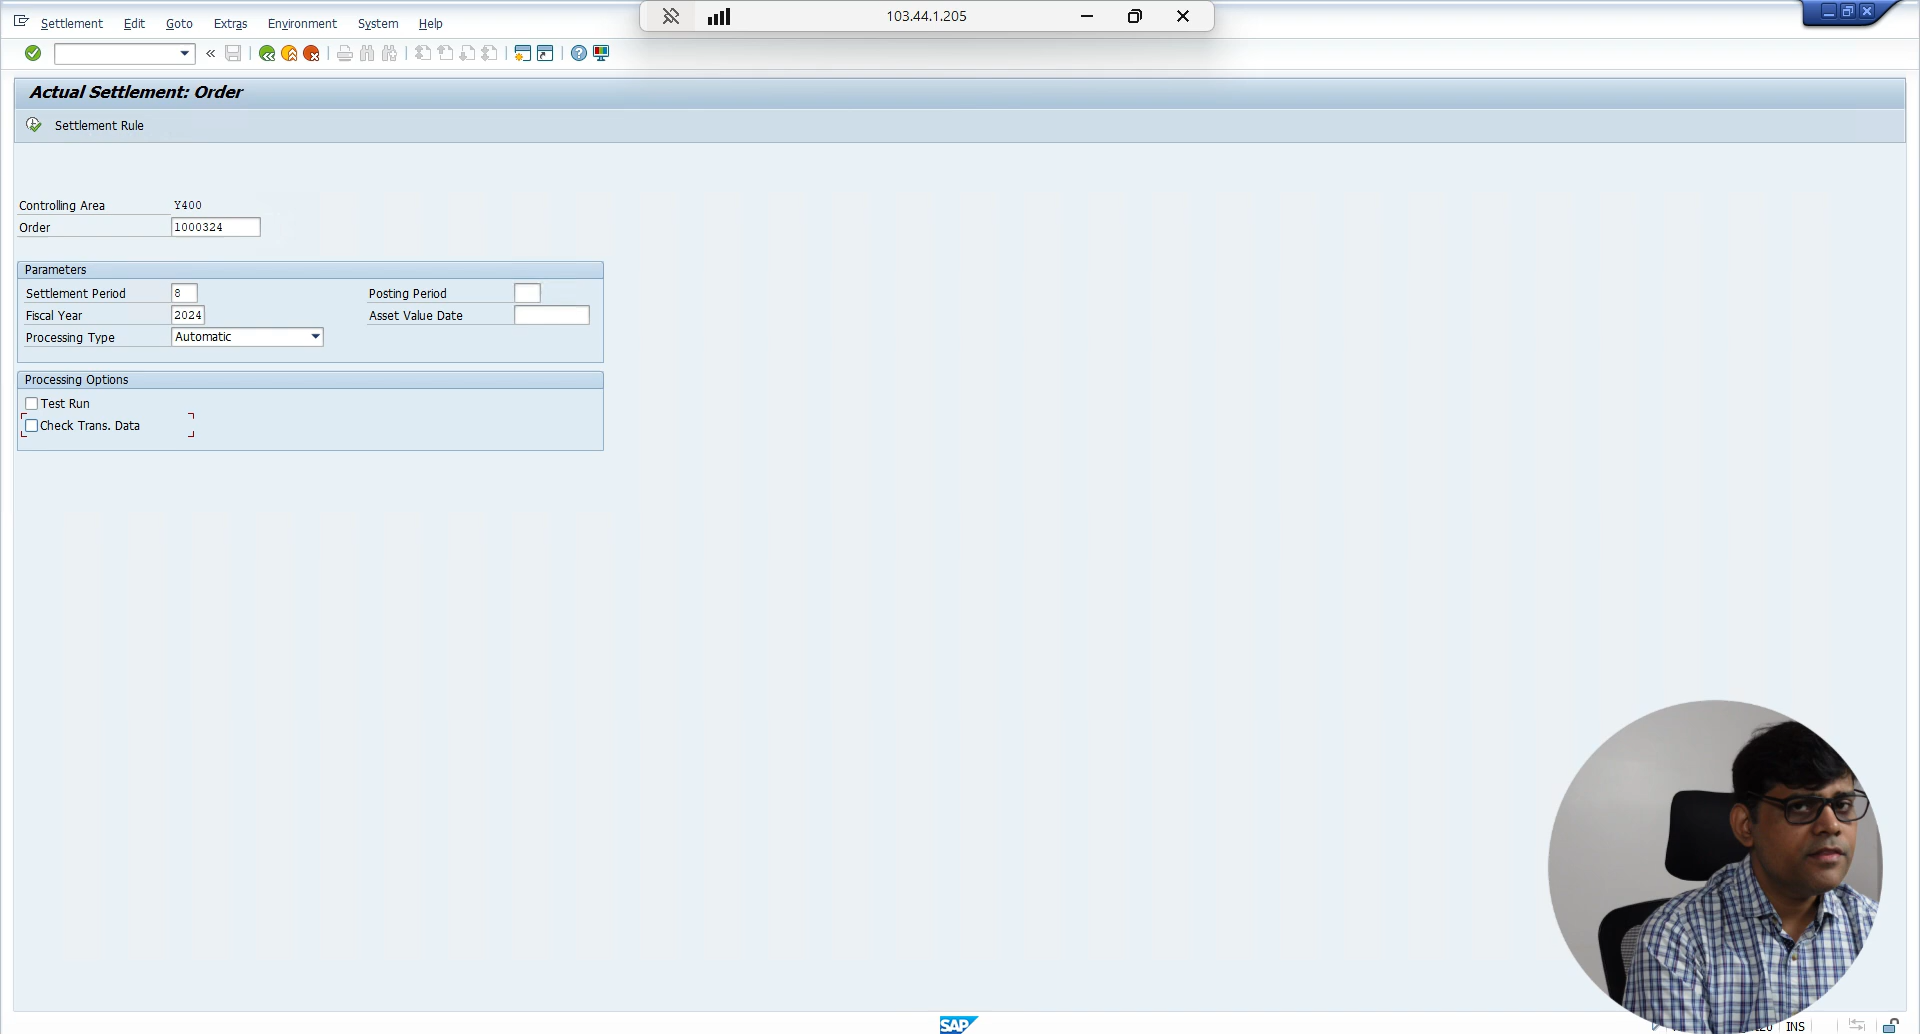 Settlement Edit Goto Extras Environment System Help
103.44.1.205
Actual Settlement: Order
Settlement Rule
Controlling Area Y400
Order 1000324
Parameters
Settlement Period 8 Posting Period
Fiscal Year 2024 Asset Value Date
Processing Type Automatic
Processing Options
Test Run
Check Trans. Data
SAP
INS